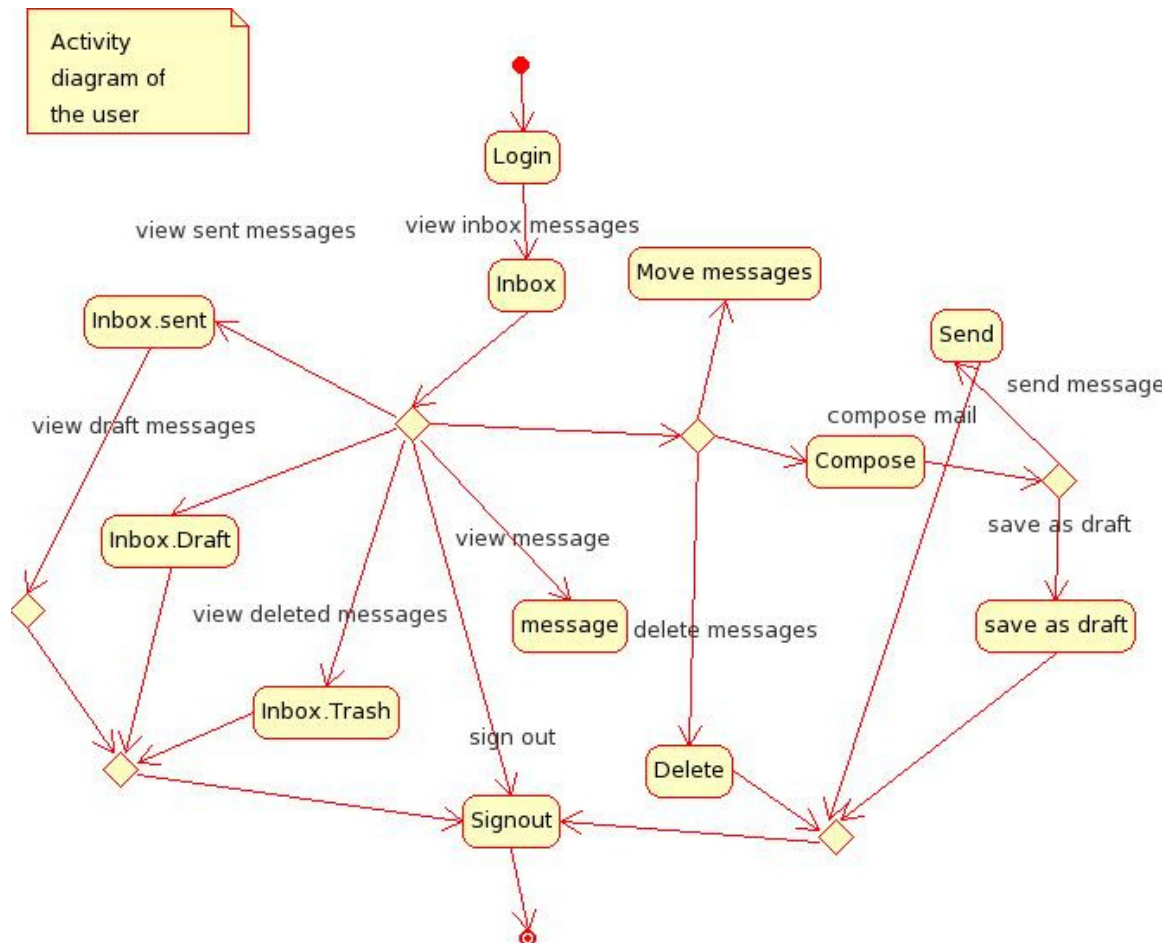 Activity
diagram of
the user
Login
view sent messages
view inbox messages
Inbox
Move messages
Inbox.sent
Send
send message
view draft messages
compose mail
Compose
Inbox.Draft
view message
save as draft
view deleted messages
message
delete messages
save as draft
Inbox.Trash
sign out
Delete
Signout